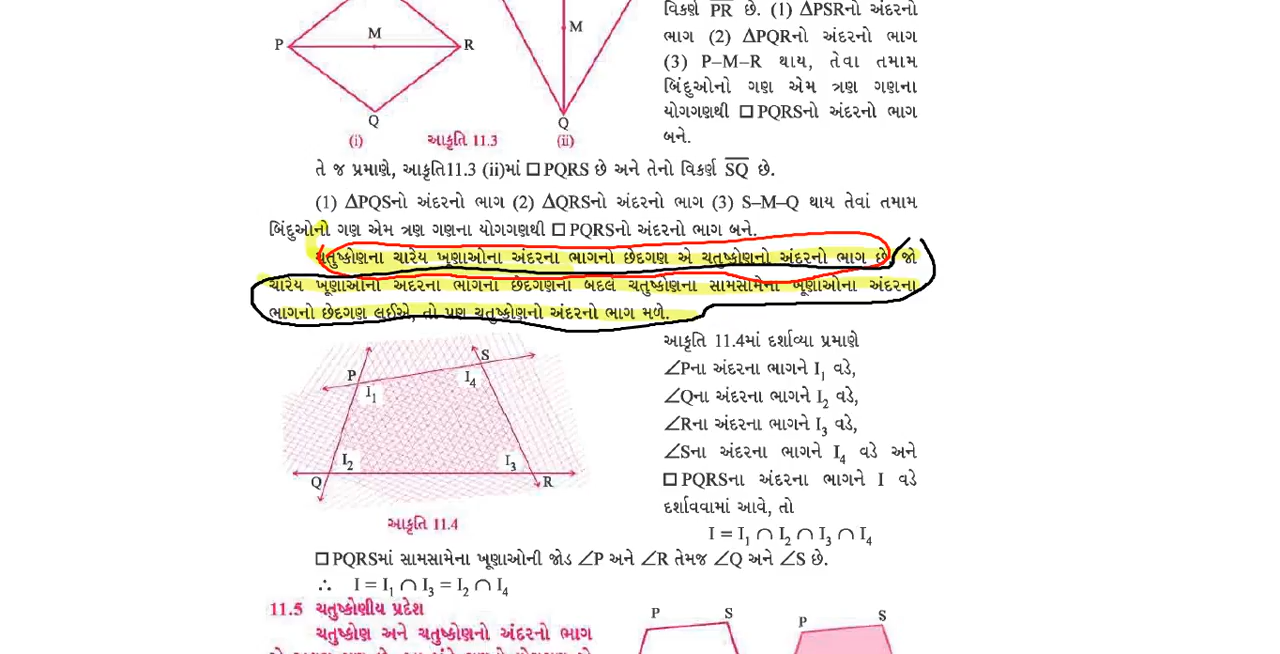 વિકર્ણ PR છે. (1) ΔPSRનો અંદરનો
ભાગ (2) ΔPQRનો અંદરનો ભાગ
(3) P–M–R થાય, તેવા તમામ
બિંદુઓનો ગણ એમ ત્રણ ગણના
યોગગણથી □PQRSનો અંદરનો ભાગ
બને.
P M R
Q
M
Q
(i) આકૃતિ 11.3 (ii)
તે જ પ્રમાણે, આકૃતિ11.3 (ii)માં □PQRS છે અને તેનો વિકર્ણ SQ છે.
(1) ΔPQSનો અંદરનો ભાગ (2) ΔQRSનો અંદરનો ભાગ (3) S–M–Q થાય તેવાં તમામ
બિંદુઓનો ગણ એમ ત્રણ ગણના યોગગણથી □PQRSનો અંદરનો ભાગ બને.
ચતુષ્કોણના ચારેય ખૂણાઓના અંદરના ભાગનો છેદગણ એ ચતુષ્કોણનો અંદરનો ભાગ છે. જો
ચારેય ખૂણાઓના અંદરના ભાગના છેદગણના બદલે ચતુષ્કોણના સામસામેના ખૂણાઓના અંદરના
ભાગનો છેદગણ લઈએ, તો પણ ચતુષ્કોણનો અંદરનો ભાગ મળે.
P S
I₁ I₄
I₂ I₃
Q R
આકૃતિ 11.4
આકૃતિ 11.4માં દર્શાવ્યા પ્રમાણે
∠Pના અંદરના ભાગને I₁ વડે,
∠Qના અંદરના ભાગને I₂ વડે,
∠Rના અંદરના ભાગને I₃ વડે,
∠Sના અંદરના ભાગને I₄ વડે અને
□PQRSના અંદરના ભાગને I વડે
દર્શાવવામાં આવે, તો
I = I₁ ∩ I₂ ∩ I₃ ∩ I₄
□PQRSમાં સામસામેના ખૂણાઓની જોડ ∠P અને ∠R તેમજ ∠Q અને ∠S છે.
∴ I = I₁ ∩ I₃ = I₂ ∩ I₄
11.5 ચતુષ્કોણીય પ્રદેશ
ચતુષ્કોણ અને ચતુષ્કોણનો અંદરનો ભાગ
P S
P S